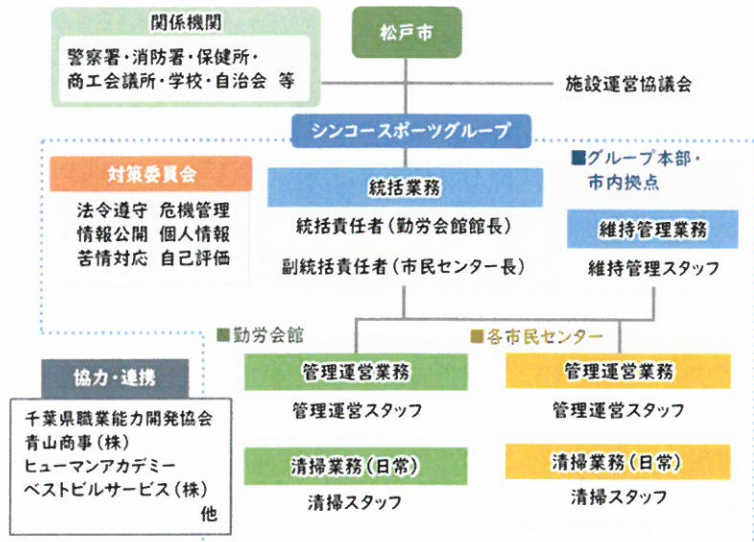 関係機関
警察署・消防署・保健所・
商工会議所・学校・自治会 等
松戸市
施設運営協議会
シンコースポーツグループ
対策委員会
法令遵守 危機管理
情報公開 個人情報
苦情対応 自己評価
統括業務
統括責任者(勤労会館館長)
副統括責任者(市民センター長)
■グループ本部・
市内拠点
維持管理業務
維持管理スタッフ
■勤労会館
管理運営業務
管理運営スタッフ
清掃業務(日常)
清掃スタッフ
■各市民センター
管理運営業務
管理運営スタッフ
清掃業務(日常)
清掃スタッフ
協力・連携
千葉県職業能力開発協会
青山商事(株)
ヒューマンアカデミー
ベストビルサービス(株)
他